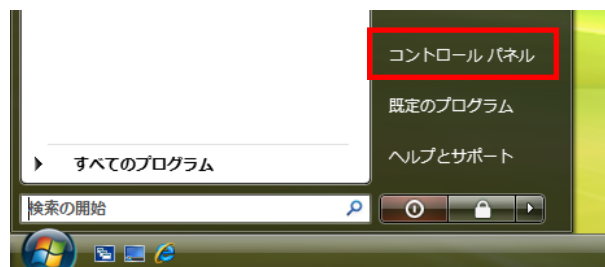 コントロール パネル
既定のプログラム
ヘルプとサポート
すべてのプログラム
検索の開始